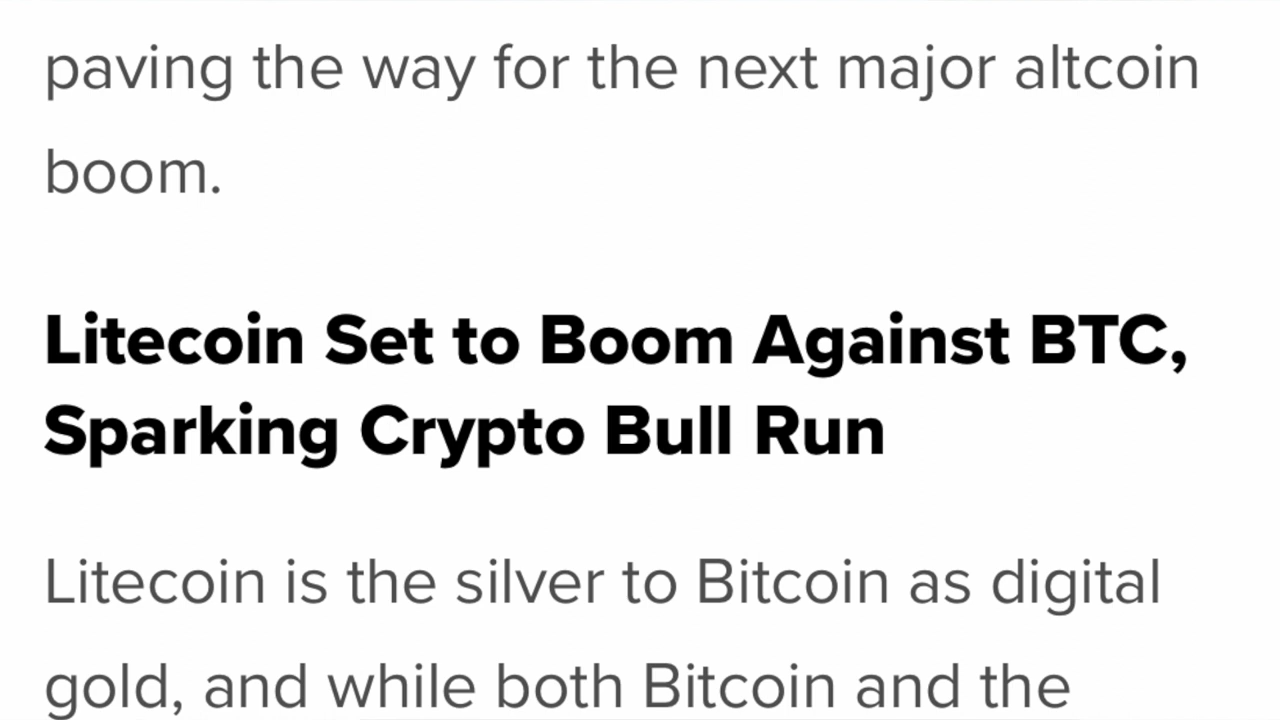 paving the way for the next major altcoin
boom.
Litecoin Set to Boom Against BTC,
Sparking Crypto Bull Run
Litecoin is the silver to Bitcoin as digital
gold, and while both Bitcoin and the